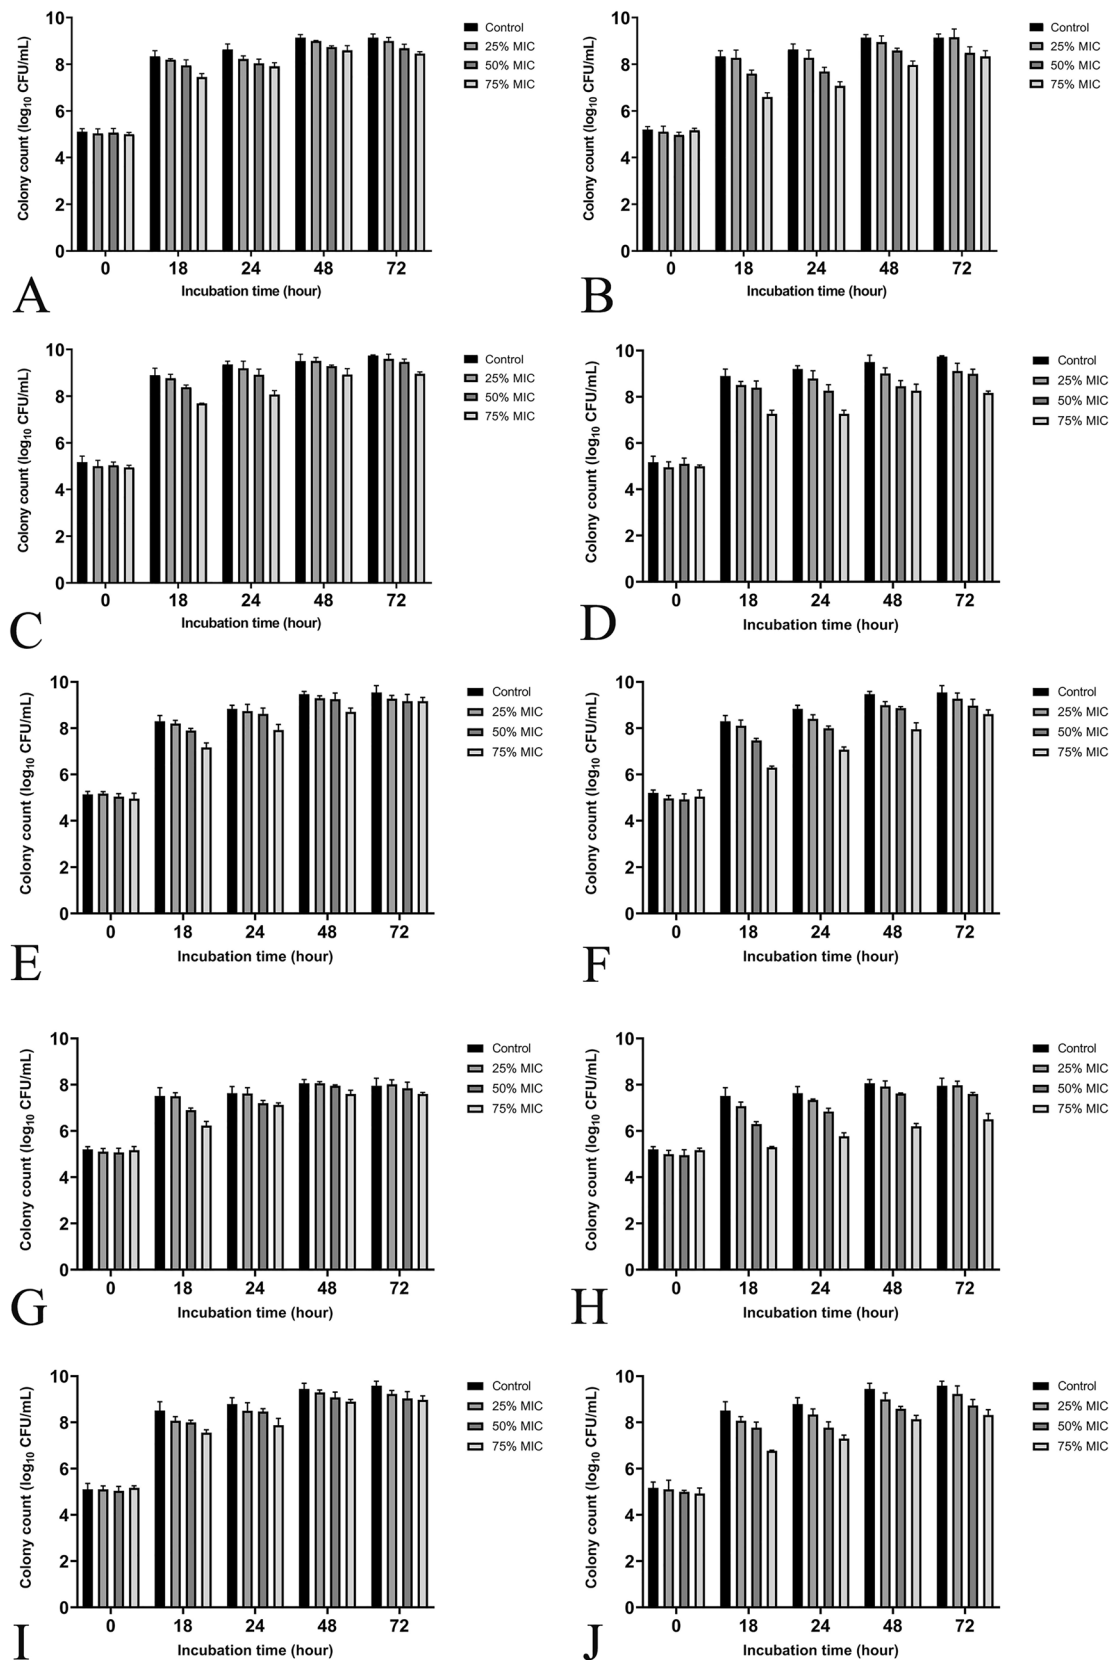 Colony count (log10 CFU/mL)
10
8
6
4
2
0
0 18 24 48 72
Incubation time (hour)
Control
25% MIC
50% MIC
75% MIC
A
Colony count (log10 CFU/mL)
10
8
6
4
2
0
0 18 24 48 72
Incubation time (hour)
Control
25% MIC
50% MIC
75% MIC
B
Colony count (log10 CFU/mL)
10
8
6
4
2
0
0 18 24 48 72
Incubation time (hour)
Control
25% MIC
50% MIC
75% MIC
C
Colony count (log10 CFU/mL)
10
8
6
4
2
0
0 18 24 48 72
Incubation time (hour)
Control
25% MIC
50% MIC
75% MIC
D
Colony count (log10 CFU/mL)
10
8
6
4
2
0
0 18 24 48 72
Incubation time (hour)
Control
25% MIC
50% MIC
75% MIC
E
Colony count (log10 CFU/mL)
10
8
6
4
2
0
0 18 24 48 72
Incubation time (hour)
Control
25% MIC
50% MIC
75% MIC
F
Colony count (log10 CFU/mL)
10
8
6
4
2
0
0 18 24 48 72
Incubation time (hour)
Control
25% MIC
50% MIC
75% MIC
G
Colony count (log10 CFU/mL)
10
8
6
4
2
0
0 18 24 48 72
Incubation time (hour)
Control
25% MIC
50% MIC
75% MIC
H
Colony count (log10 CFU/mL)
10
8
6
4
2
0
0 18 24 48 72
Incubation time (hour)
Control
25% MIC
50% MIC
75% MIC
I
Colony count (log10 CFU/mL)
10
8
6
4
2
0
0 18 24 48 72
Incubation time (hour)
Control
25% MIC
50% MIC
75% MIC
J